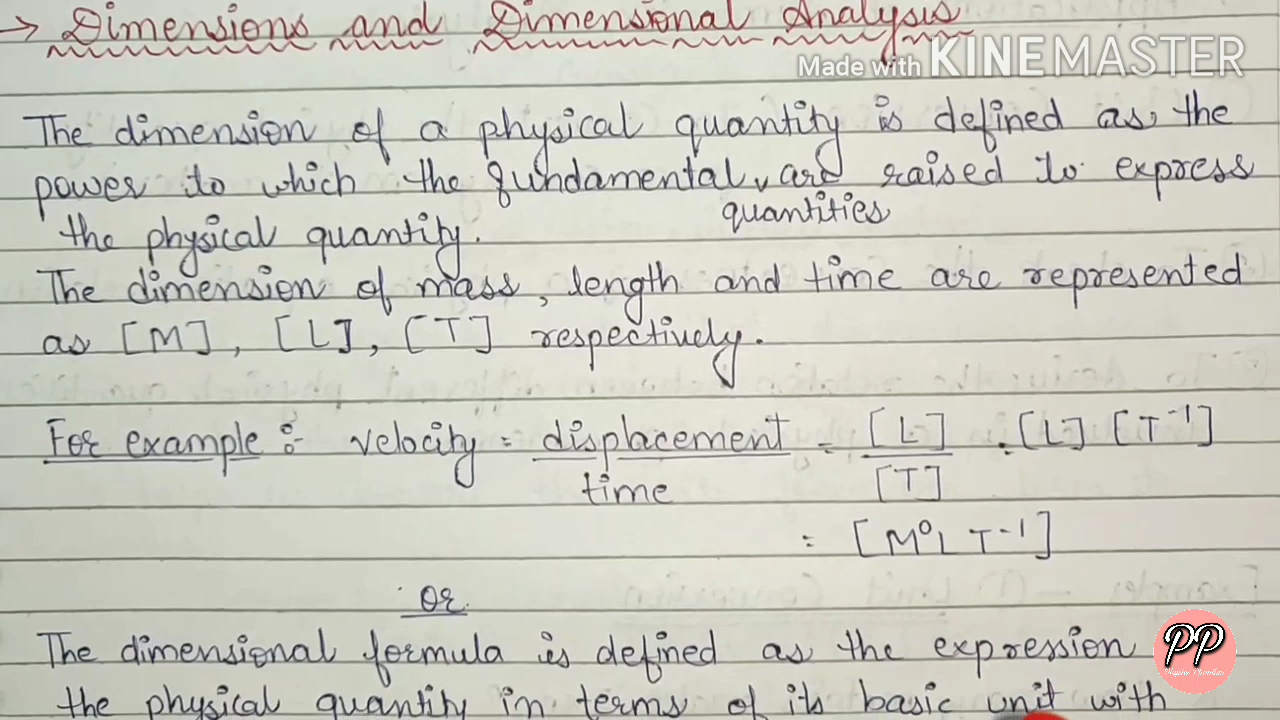 → Dimensions and Dimensional Analysis
Made with KINEMASTER
The dimension of a physical quantity is defined as the
power to which the fundamental, are raised to express
quantities
the physical quantity.
The dimension of mass, length and time are represented
as [M], [L], [T] respectively.
For example :- velocity = displacement = [L] = [L] [T⁻¹]
time [T]
= [M⁰L T⁻¹]
Or
The dimensional formula is defined as the expression
PP
the physical quantity in terms of its basic unit with